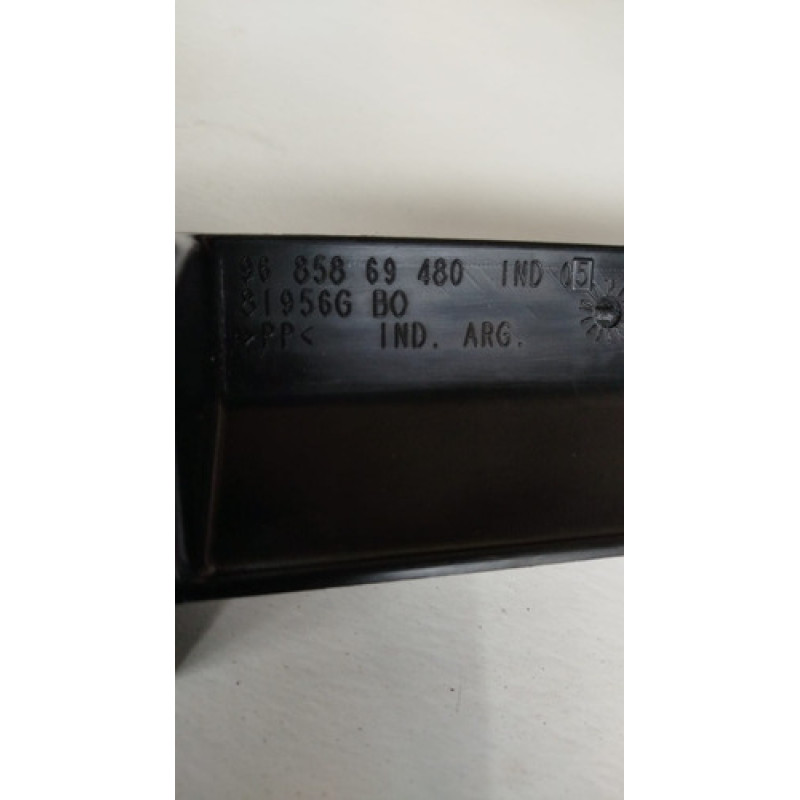 96 858 69 480 IND 05
81956G BO
>PP< IND. ARG.